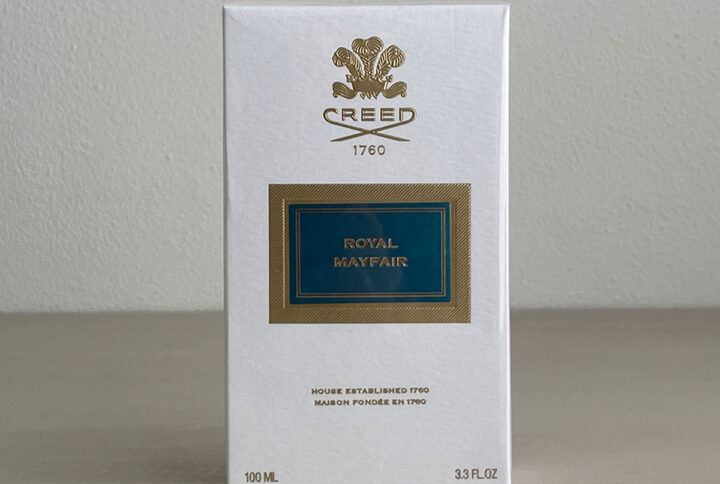 CREED
1760
ROYAL
MAYFAIR
HOUSE ESTABLISHED 1760
MAISON FONDÉE EN 1760
100 ML
3.3 FL.OZ